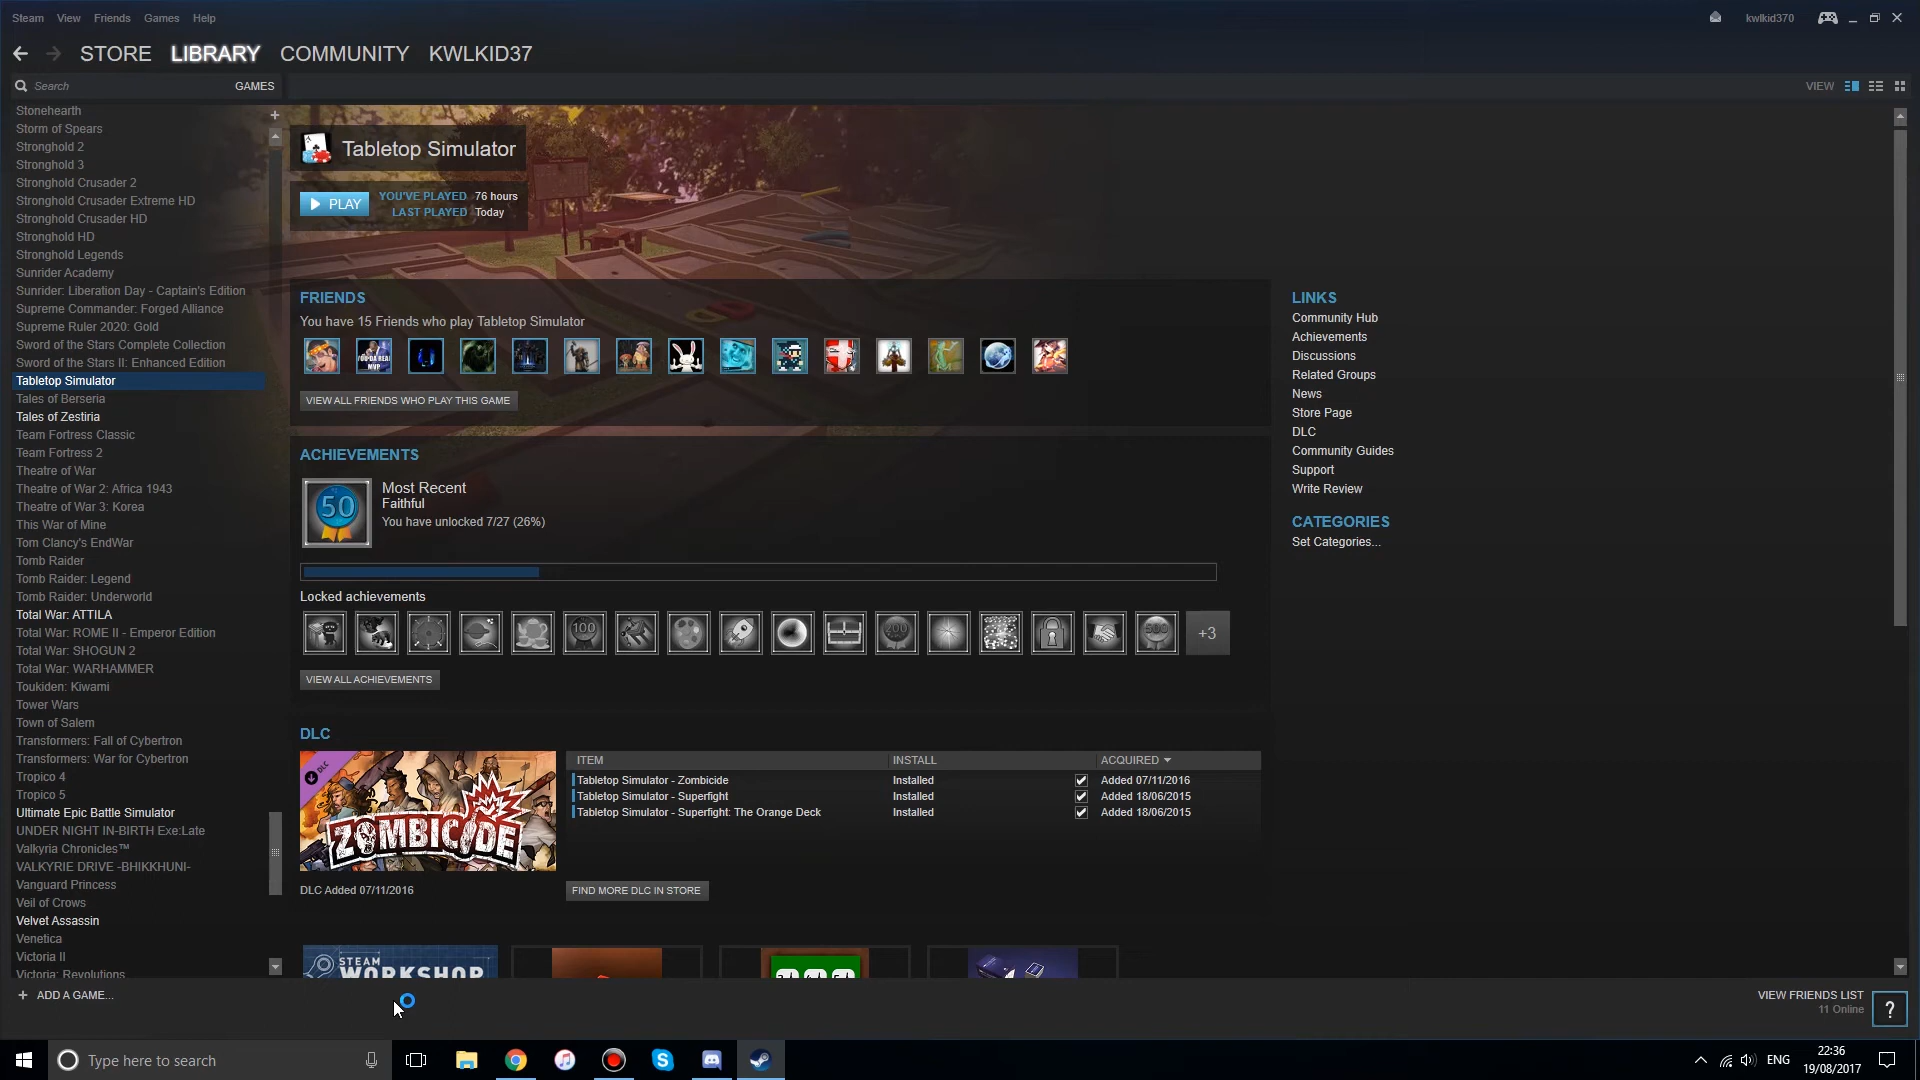 Steam View Friends Games Help
kwlkid370
STORE LIBRARY COMMUNITY KWLKID37
Search GAMES
VIEW
Stonehearth
Storm of Spears
Stronghold 2
Stronghold 3
Stronghold Crusader 2
Stronghold Crusader Extreme HD
Stronghold Crusader HD
Stronghold HD
Stronghold Legends
Sunrider Academy
Sunrider: Liberation Day - Captain's Edition
Supreme Commander: Forged Alliance
Supreme Ruler 2020: Gold
Sword of the Stars Complete Collection
Sword of the Stars II: Enhanced Edition
Tabletop Simulator
Tales of Berseria
Tales of Zestiria
Team Fortress Classic
Team Fortress 2
Theatre of War
Theatre of War 2: Africa 1943
Theatre of War 3: Korea
This War of Mine
Tom Clancy's EndWar
Tomb Raider
Tomb Raider: Legend
Tomb Raider: Underworld
Total War: ATTILA
Total War: ROME II - Emperor Edition
Total War: SHOGUN 2
Total War: WARHAMMER
Toukiden: Kiwami
Tower Wars
Town of Salem
Transformers: Fall of Cybertron
Transformers: War for Cybertron
Tropico 4
Tropico 5
Ultimate Epic Battle Simulator
UNDER NIGHT IN-BIRTH Exe:Late
Valkyria Chronicles™
VALKYRIE DRIVE -BHIKKHUNI-
Vanguard Princess
Veil of Crows
Velvet Assassin
Venetica
Victoria II
Victoria: Revolutions
+ ADD A GAME...
Tabletop Simulator
PLAY
YOU'VE PLAYED 76 hours
LAST PLAYED Today
FRIENDS
You have 15 Friends who play Tabletop Simulator
YOU DA REAL
MVP
VIEW ALL FRIENDS WHO PLAY THIS GAME
ACHIEVEMENTS
50
Most Recent
Faithful
You have unlocked 7/27 (26%)
Locked achievements
100
200
500
+3
VIEW ALL ACHIEVEMENTS
DLC
DLC
ZOMBICIDE
DLC Added 07/11/2016
ITEM INSTALL ACQUIRED
Tabletop Simulator - Zombicide Installed Added 07/11/2016
Tabletop Simulator - Superfight Installed Added 18/06/2015
Tabletop Simulator - Superfight: The Orange Deck Installed Added 18/06/2015
FIND MORE DLC IN STORE
STEAM
WORKSHOP
LINKS
Community Hub
Achievements
Discussions
Related Groups
News
Store Page
DLC
Community Guides
Support
Write Review
CATEGORIES
Set Categories...
VIEW FRIENDS LIST
11 Online
?
Type here to search
ENG
22:36
19/08/2017